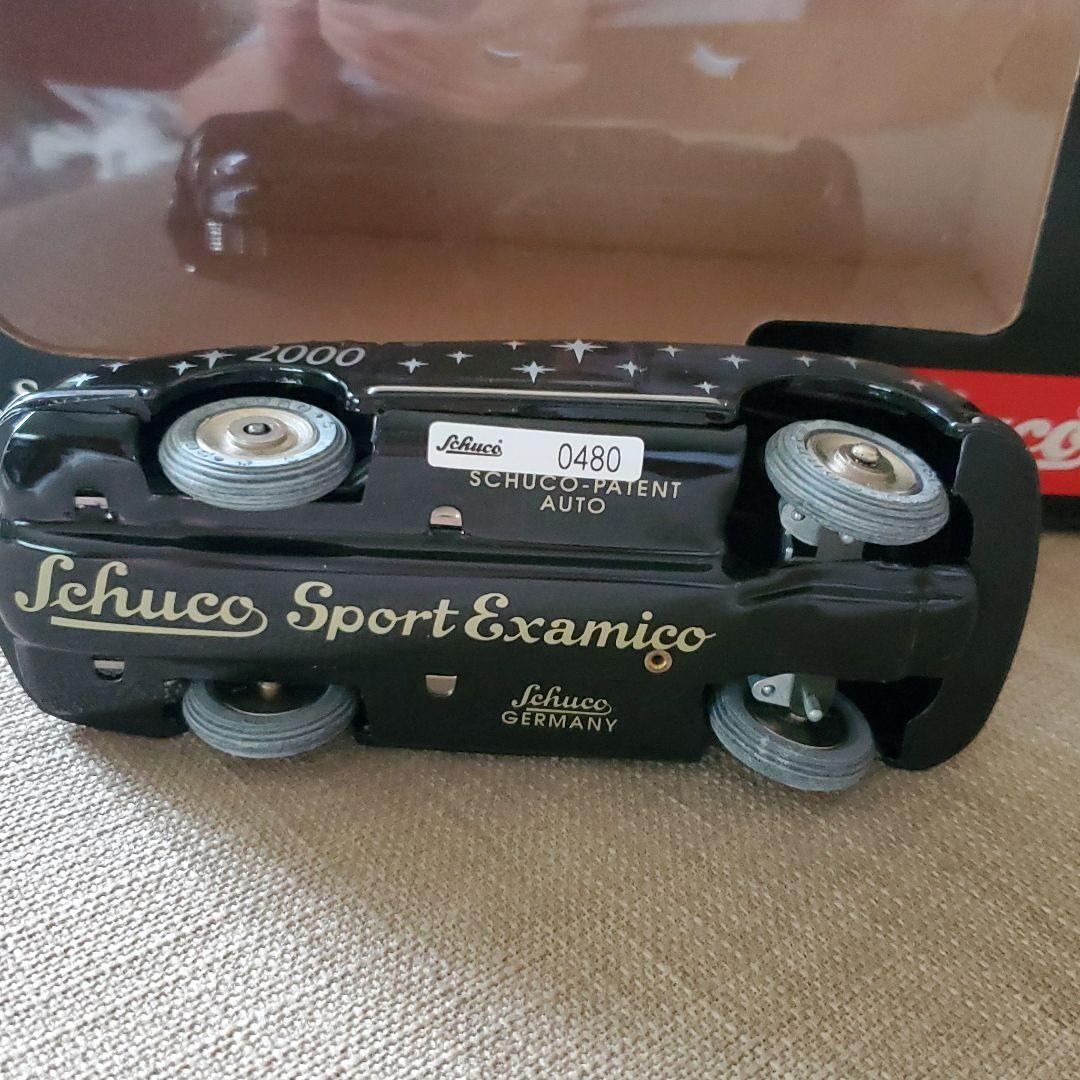 2000
Schuco 0480
SCHUCO-PATENT
AUTO
Schuco Sport Examico
Schuco
GERMANY